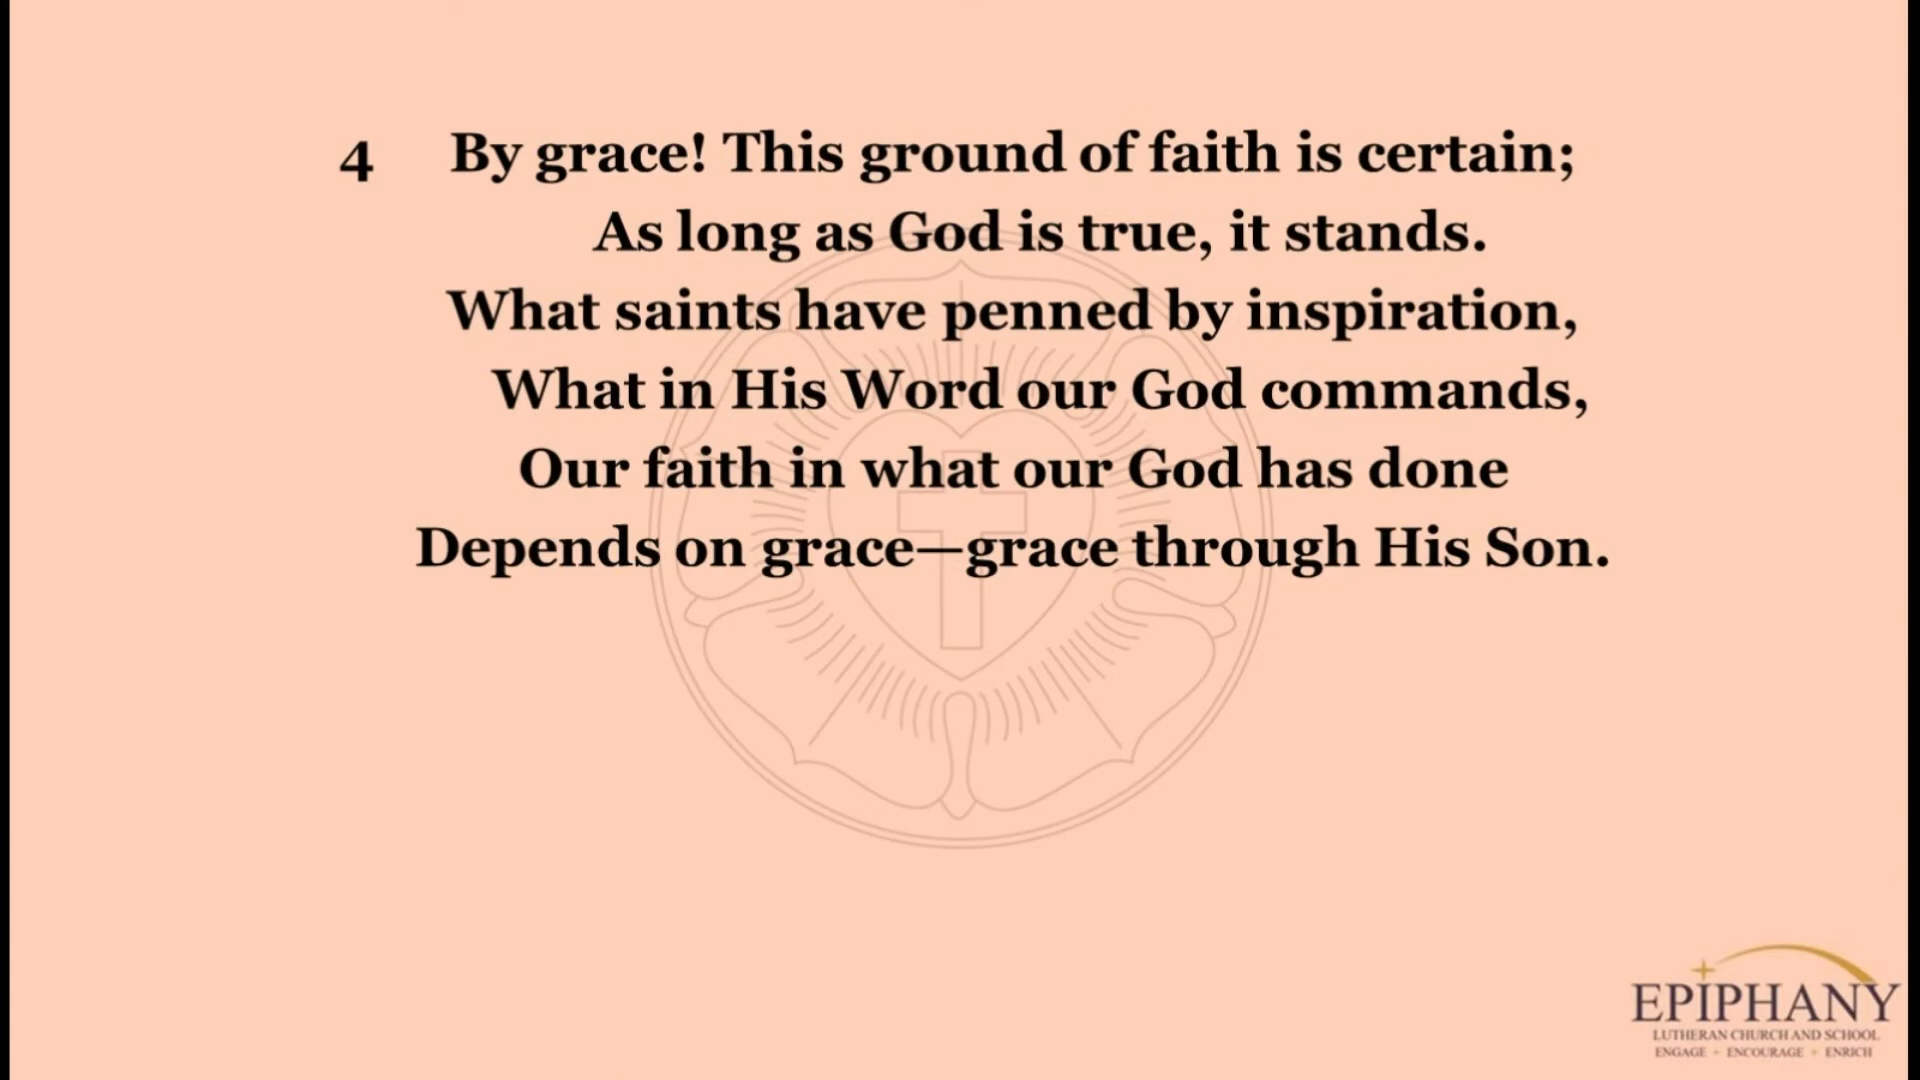 4 By grace! This ground of faith is certain;
As long as God is true, it stands.
What saints have penned by inspiration,
What in His Word our God commands,
Our faith in what our God has done
Depends on grace—grace through His Son.
EPIPHANY
LUTHERAN CHURCH AND SCHOOL
ENGAGE + ENCOURAGE + ENRICH